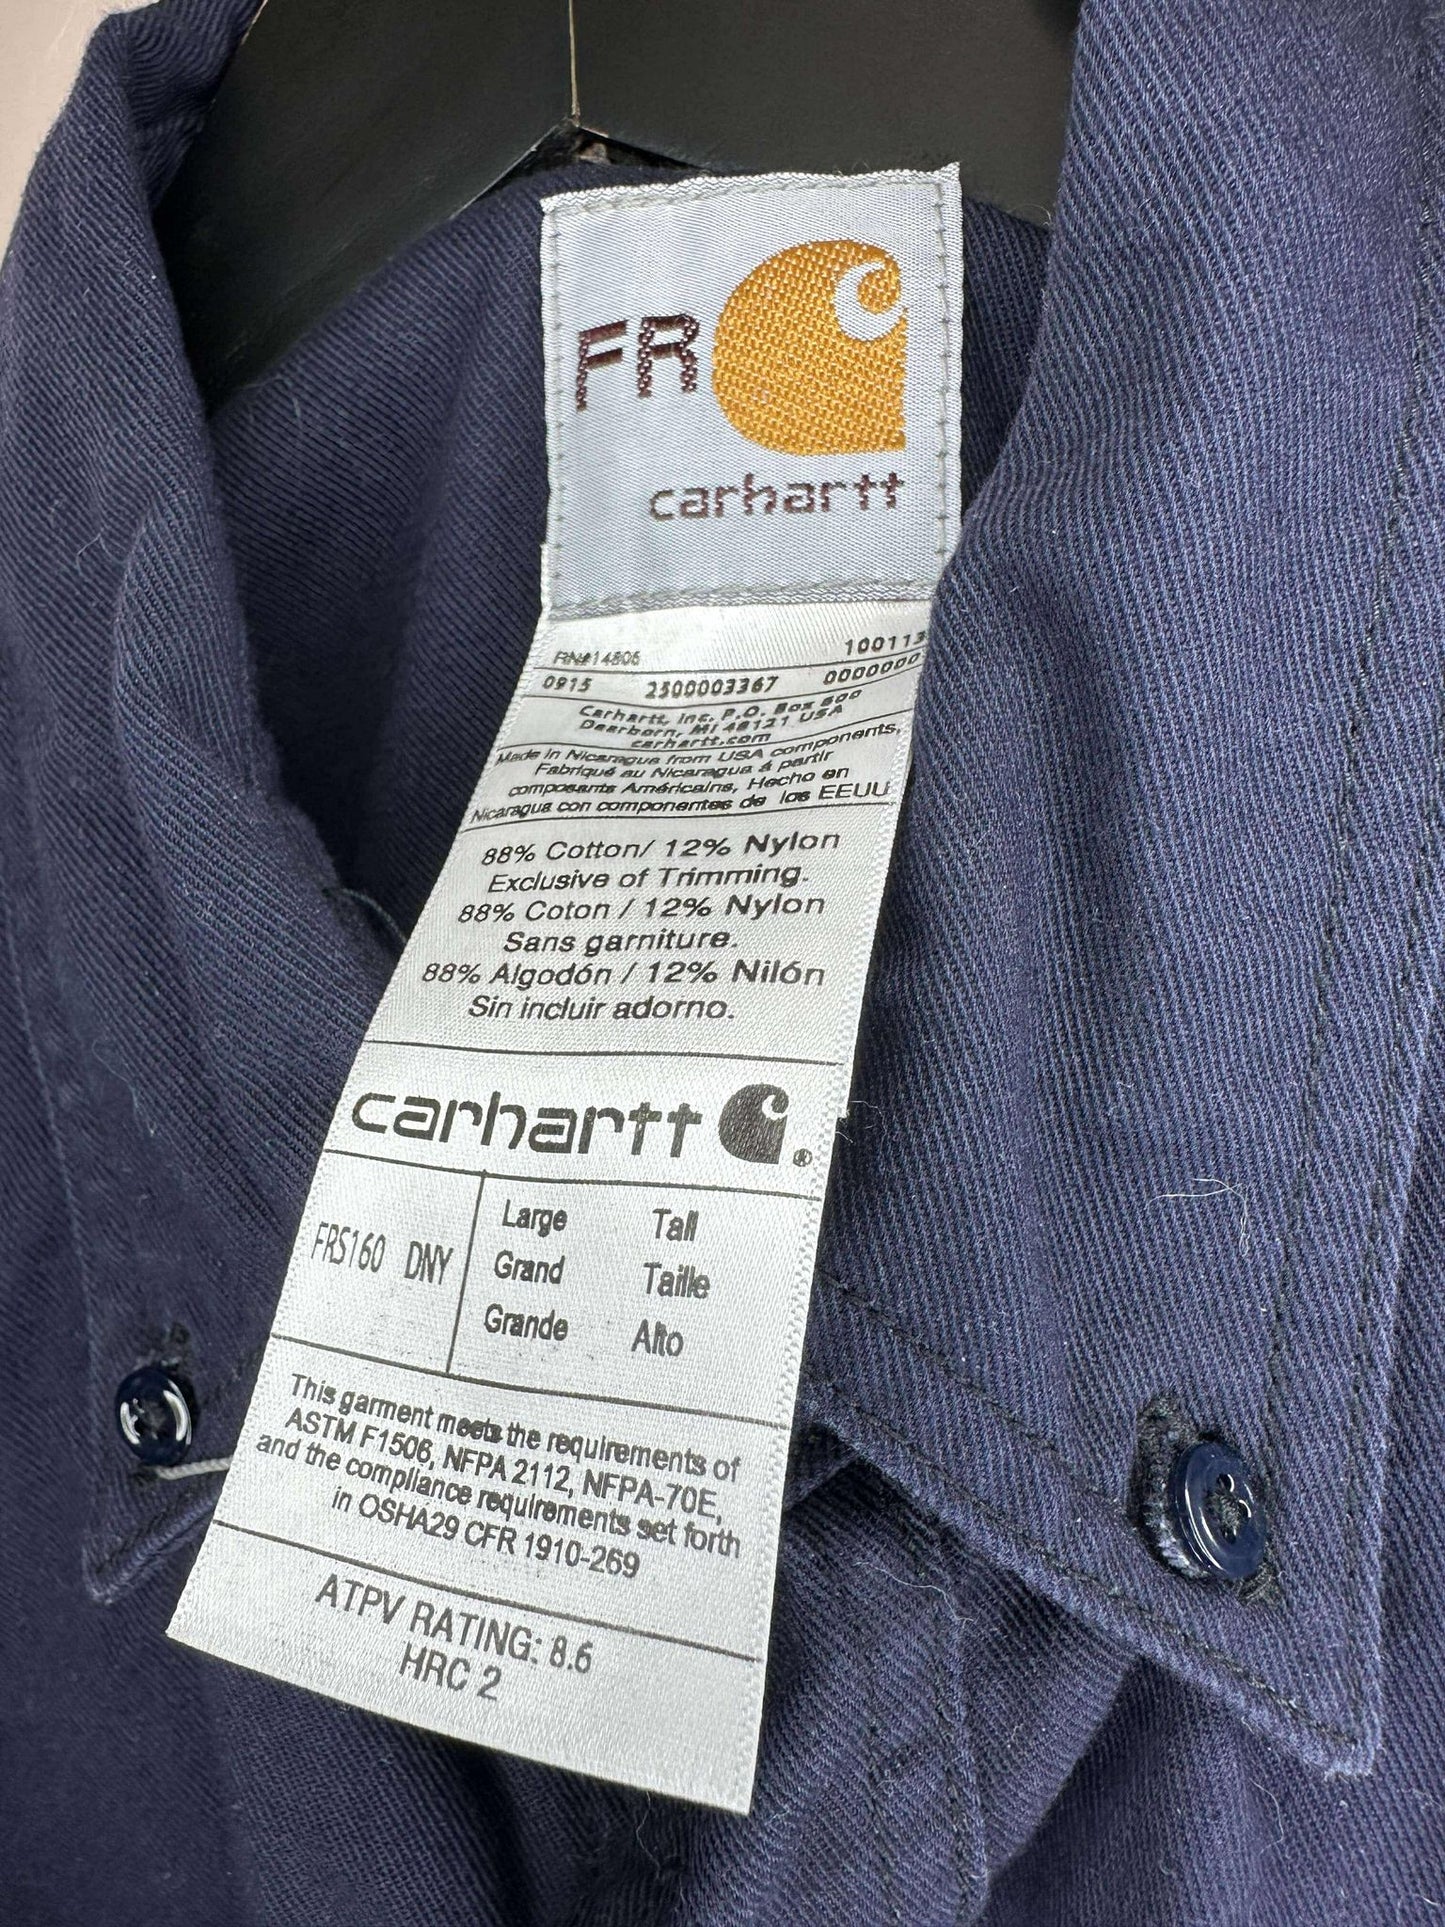 FR
carhartt
RN#14806 100113
0915 2500003367 0000000
Carhartt, Inc. P.O. Box 600
Dearborn, MI 48121 USA
carhartt.com
Made in Nicaragua from USA components,
Fabriqué au Nicaragua á partir
composants Américains, Hecho en
Nicaragua con componentes de los EEUU
88% Cotton/ 12% Nylon
Exclusive of Trimming.
88% Coton / 12% Nylon
Sans garniture.
88% Algodón / 12% Nilón
Sin incluir adorno.
carhartt ®
FRS160 DNY
Large Tall
Grand Taille
Grande Alto
This garment meets the requirements of
ASTM F1506, NFPA 2112, NFPA-70E,
and the compliance requirements set forth
in OSHA29 CFR 1910-269
ATPV RATING: 8.6
HRC 2